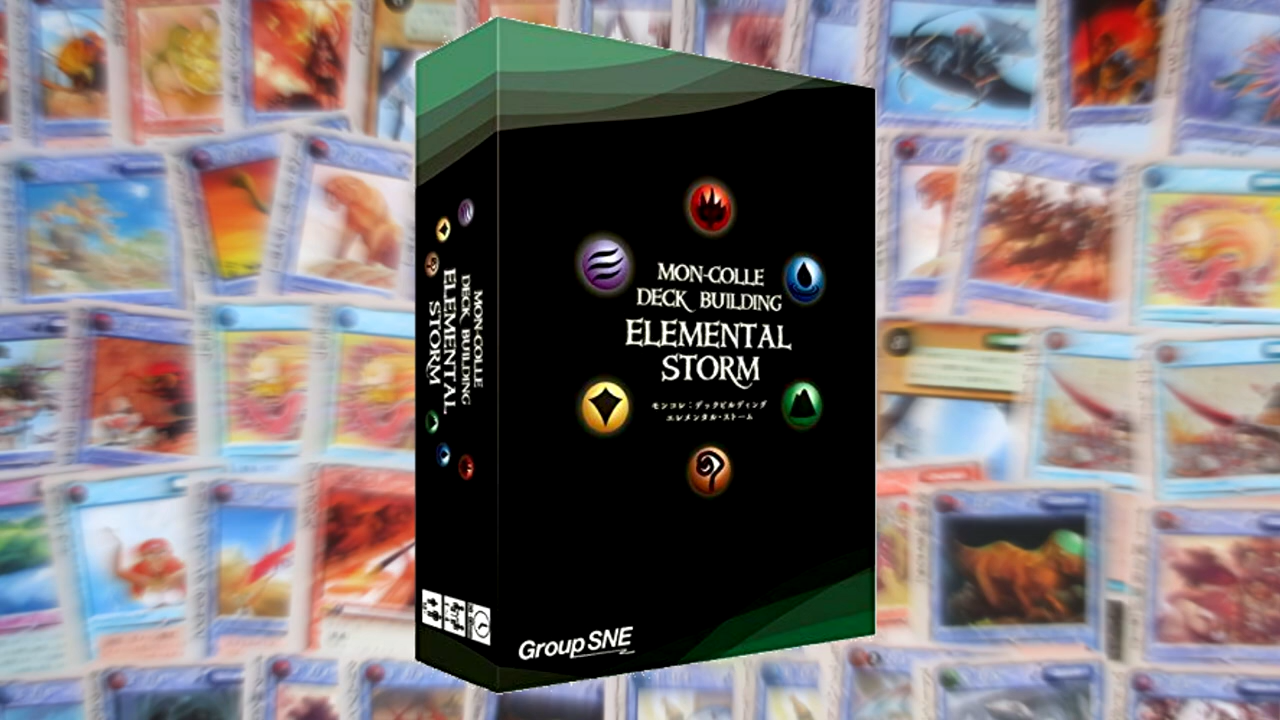 MON-COLLE
DECK BUILDING
ELEMENTAL
STORM
モンコレ：デックビルディング
エレメンタル・ストーム
Group SNE
MON-COLLE
DECK BUILDING
ELEMENTAL
STORM